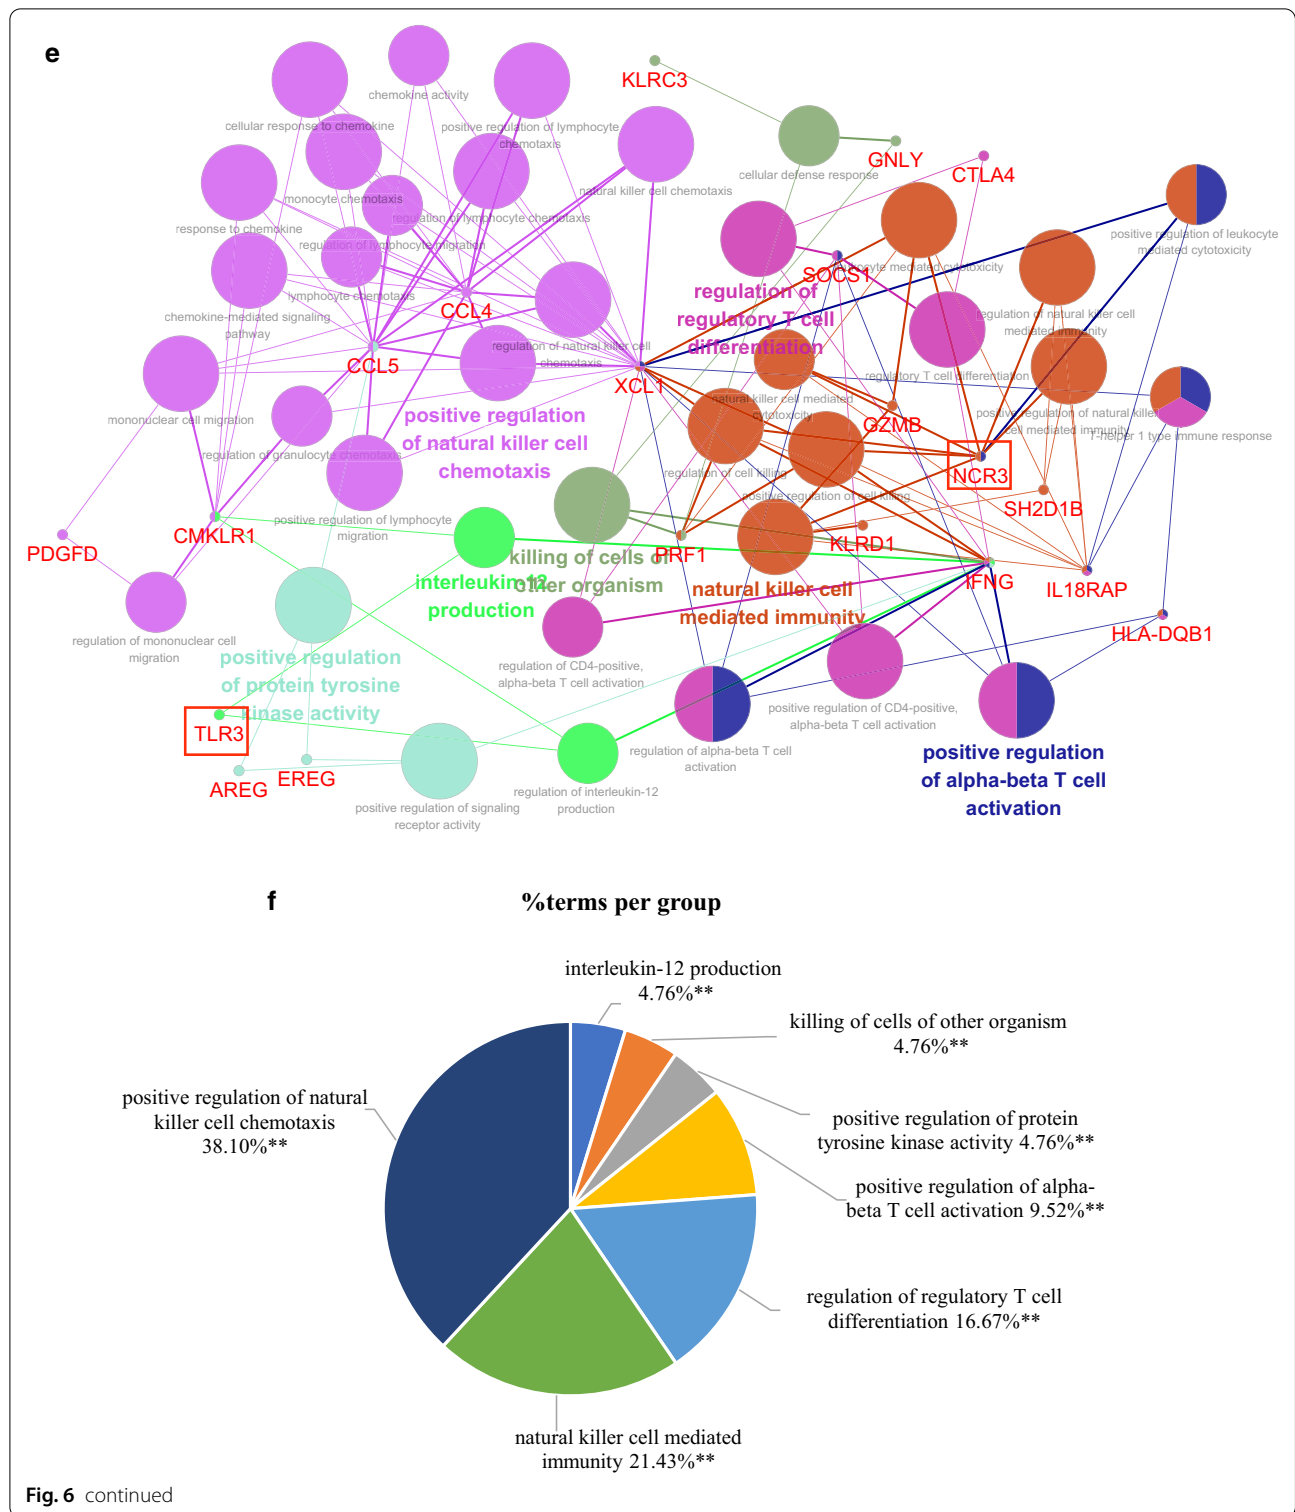 e
KLRC3
chemokine activity
cellular response to chemokine
positive regulation of lymphocyte
chemotaxis
GNLY
cellular defense response
CTLA4
natural killer cell chemotaxis
monocyte chemotaxis
regulation of lymphocyte chemotaxis
response to chemokine
regulation of lymphocyte migration
positive regulation of leukocyte
mediated cytotoxicity
leukocyte mediated cytotoxicity
SOCS1
lymphocyte chemotaxis
CCL4
chemokine-mediated signaling
pathway
regulation of
regulatory T cell
differentiation
regulation of natural killer cell
mediated immunity
regulation of natural killer cell
chemotaxis
CCL5
XCL1
regulatory T cell differentiation
natural killer cell mediated
cytotoxicity
mononuclear cell migration
positive regulation
of natural killer cell
chemotaxis
GZMB
positive regulation of natural killer
cell mediated immunity
T-helper 1 type immune response
regulation of granulocyte chemotaxis
regulation of cell killing
NCR3
positive regulation of cell killing
SH2D1B
positive regulation of lymphocyte
migration
PDGFD
CMKLR1
killing of cells of
other organism
PRF1
KLRD1
interleukin-12
production
natural killer cell
mediated immunity
IFNG
IL18RAP
HLA-DQB1
regulation of mononuclear cell
migration
positive regulation
of protein tyrosine
kinase activity
regulation of CD4-positive,
alpha-beta T cell activation
positive regulation of CD4-positive,
alpha-beta T cell activation
TLR3
regulation of alpha-beta T cell
activation
positive regulation
of alpha-beta T cell
activation
AREG
EREG
positive regulation of signaling
receptor activity
regulation of interleukin-12
production
f
%terms per group
interleukin-12 production
4.76%**
killing of cells of other organism
4.76%**
positive regulation of natural
killer cell chemotaxis
38.10%**
positive regulation of protein
tyrosine kinase activity 4.76%**
positive regulation of alpha-
beta T cell activation 9.52%**
regulation of regulatory T cell
differentiation 16.67%**
natural killer cell mediated
immunity 21.43%**
Fig. 6 continued